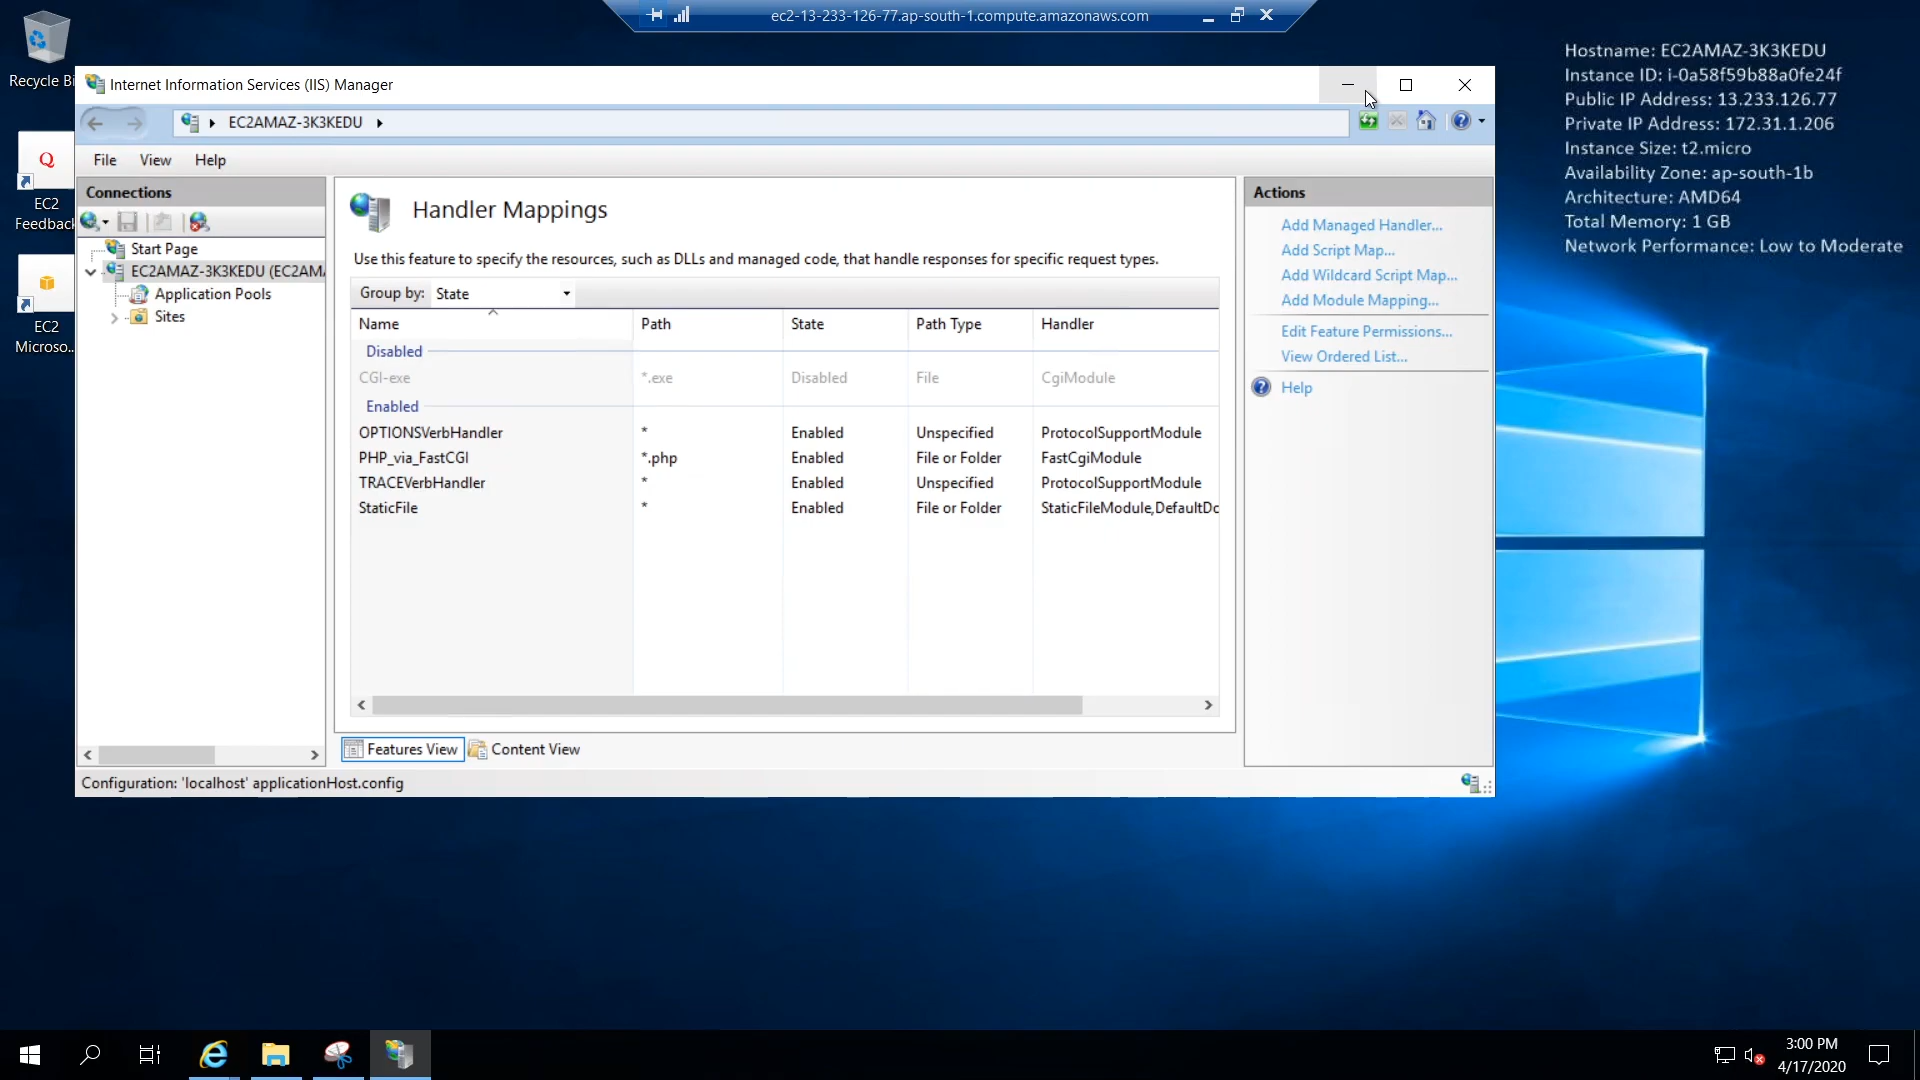 ec2-13-233-126-77.ap-south-1.compute.amazonaws.com
Hostname: EC2AMAZ-3K3KEDU
Instance ID: i-0a58f59b88a0fe24f
Public IP Address: 13.233.126.77
Private IP Address: 172.31.1.206
Instance Size: t2.micro
Availability Zone: ap-south-1b
Architecture: AMD64
Total Memory: 1 GB
Network Performance: Low to Moderate
Recycle Bi
EC2
Feedback
EC2
Microso...
Internet Information Services (IIS) Manager
EC2AMAZ-3K3KEDU
File View Help
Connections
Start Page
EC2AMAZ-3K3KEDU (EC2AM
Application Pools
Sites
Handler Mappings
Use this feature to specify the resources, such as DLLs and managed code, that handle responses for specific request types.
Group by: State
Name Path State Path Type Handler
Disabled
CGI-exe *.exe Disabled File CgiModule
Enabled
OPTIONSVerbHandler * Enabled Unspecified ProtocolSupportModule
PHP_via_FastCGI *.php Enabled File or Folder FastCgiModule
TRACEVerbHandler * Enabled Unspecified ProtocolSupportModule
StaticFile * Enabled File or Folder StaticFileModule,DefaultDo
Features View Content View
Actions
Add Managed Handler...
Add Script Map...
Add Wildcard Script Map...
Add Module Mapping...
Edit Feature Permissions...
View Ordered List...
Help
Configuration: 'localhost' applicationHost.config
3:00 PM
4/17/2020